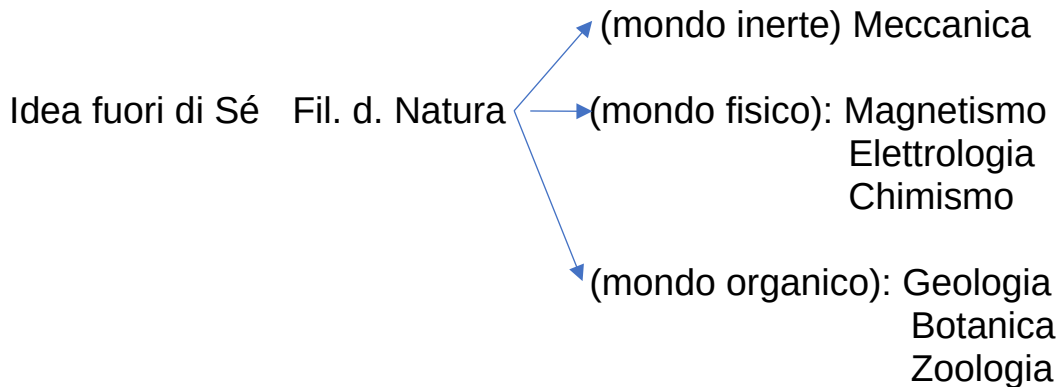 (mondo inerte) Meccanica
Idea fuori di Sé Fil. d. Natura (mondo fisico): Magnetismo
Elettrologia
Chimismo
(mondo organico): Geologia
Botanica
Zoologia